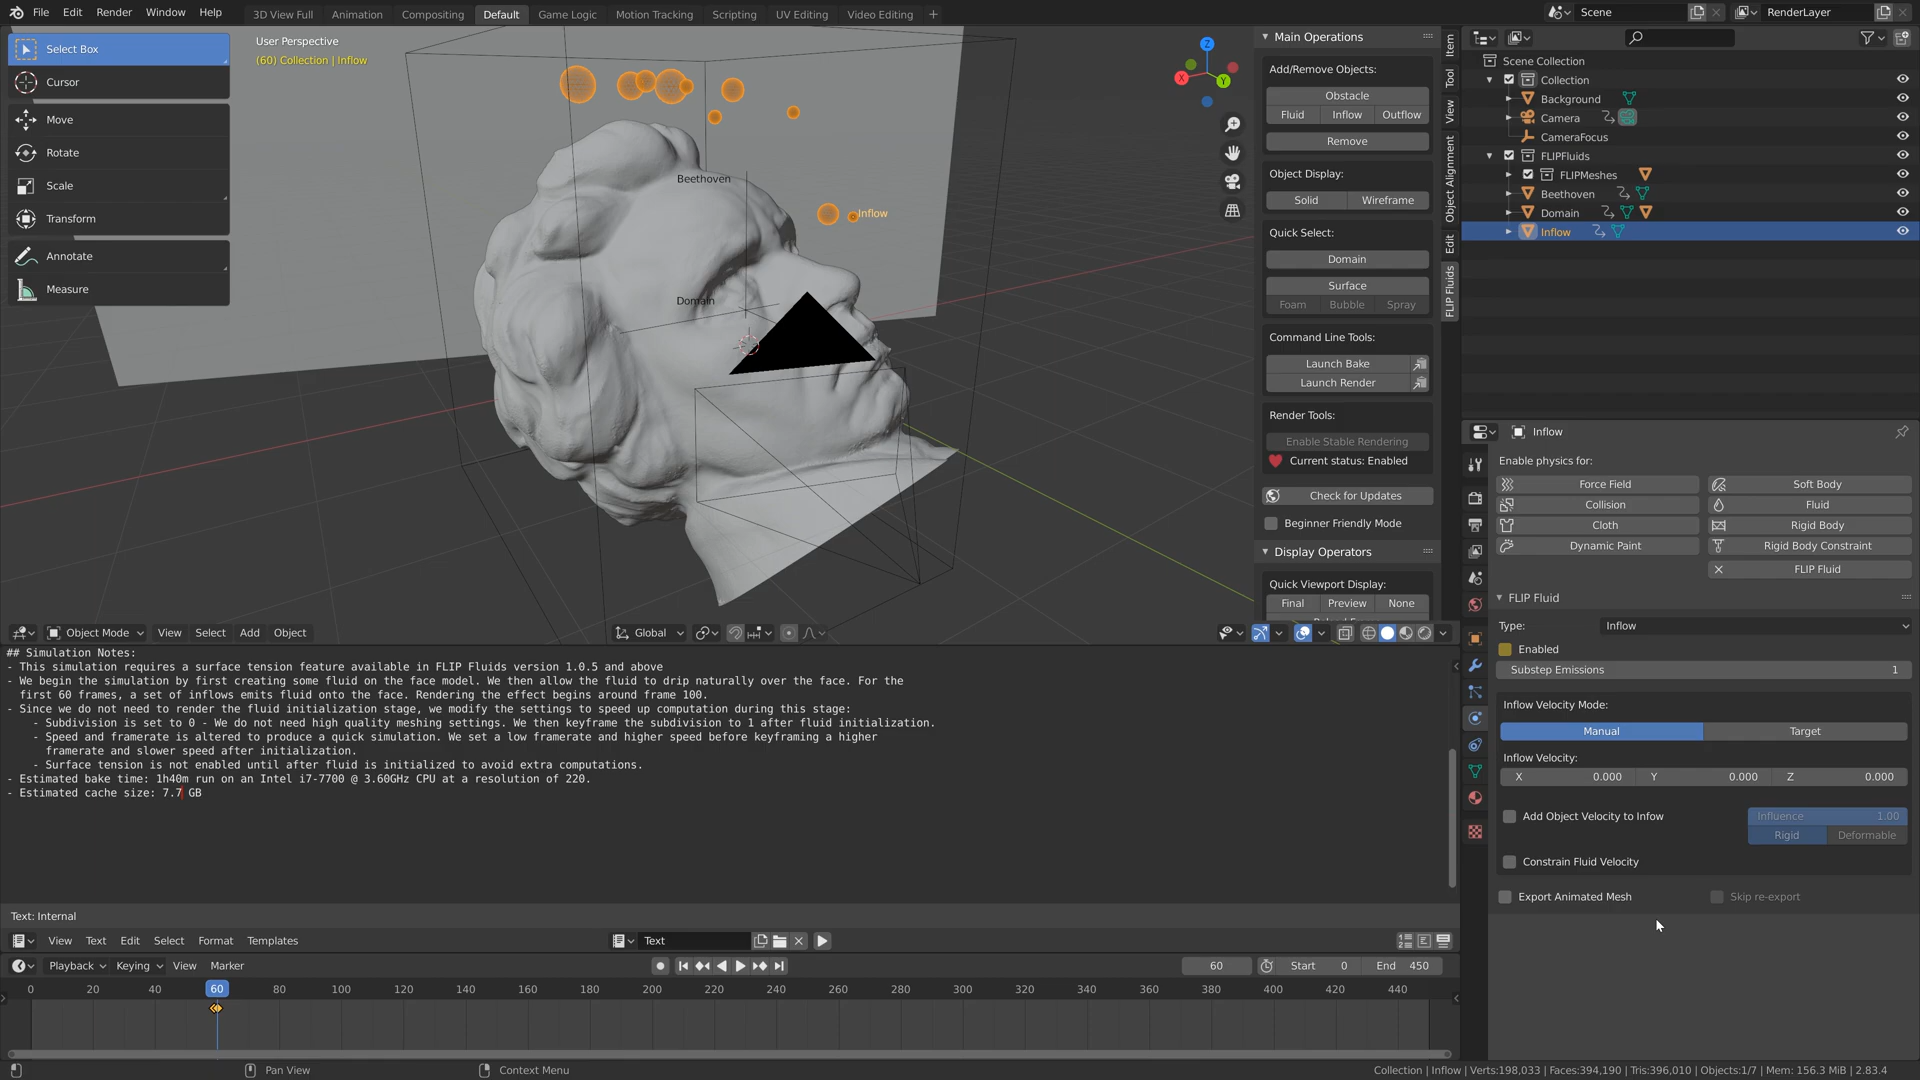 File Edit Render Window Help
3D View Full Animation Compositing Default Game Logic Motion Tracking Scripting UV Editing Video Editing +
Scene RenderLayer
Select Box
Cursor
Move
Rotate
Scale
Transform
Annotate
Measure
User Perspective
(60) Collection | Inflow
Beethoven
Inflow
Domain
X Y Z
Main Operations
Add/Remove Objects:
Obstacle
Fluid Inflow Outflow
Remove
Object Display:
Solid Wireframe
Quick Select:
Domain
Surface
Foam Bubble Spray
Command Line Tools:
Launch Bake
Launch Render
Render Tools:
Enable Stable Rendering
Current status: Enabled
Check for Updates
Beginner Friendly Mode
Display Operators
Quick Viewport Display:
Final Preview None
Item
Tool
View
Object Alignment
Edit
FLIP Fluids
Scene Collection
Collection
Background
Camera
CameraFocus
FLIPFluids
FLIPMeshes
Beethoven
Domain
Inflow
Object Mode View Select Add Object Global
## Simulation Notes:
- This simulation requires a surface tension feature available in FLIP Fluids version 1.0.5 and above
- We begin the simulation by first creating some fluid on the face model. We then allow the fluid to drip naturally over the face. For the
first 60 frames, a set of inflows emits fluid onto the face. Rendering the effect begins around frame 100.
- Since we do not need to render the fluid initialization stage, we modify the settings to speed up computation during this stage:
- Subdivision is set to 0 - We do not need high quality meshing settings. We then keyframe the subdivision to 1 after fluid initialization.
- Speed and framerate is altered to produce a quick simulation. We set a low framerate and higher speed before keyframing a higher
framerate and slower speed after initialization.
- Surface tension is not enabled until after fluid is initialized to avoid extra computations.
- Estimated bake time: 1h40m run on an Intel i7-7700 @ 3.60GHz CPU at a resolution of 220.
- Estimated cache size: 7.7 GB
Text: Internal
View Text Edit Select Format Templates Text
Playback Keying View Marker 60 Start 0 End 450
0 20 40 60 80 100 120 140 160 180 200 220 240 260 280 300 320 340 360 380 400 420 440
Inflow
Enable physics for:
Force Field Soft Body
Collision Fluid
Cloth Rigid Body
Dynamic Paint Rigid Body Constraint
FLIP Fluid
FLIP Fluid
Type: Inflow
Enabled
Substep Emissions 1
Inflow Velocity Mode:
Manual Target
Inflow Velocity:
X 0.000 Y 0.000 Z 0.000
Add Object Velocity to Infow Influence 1.00
Rigid Deformable
Constrain Fluid Velocity
Export Animated Mesh Skip re-export
Pan View Context Menu Collection | Inflow | Verts:198,033 | Faces:394,190 | Tris:396,010 | Objects:1/7 | Mem: 156.3 MiB | 2.83.4